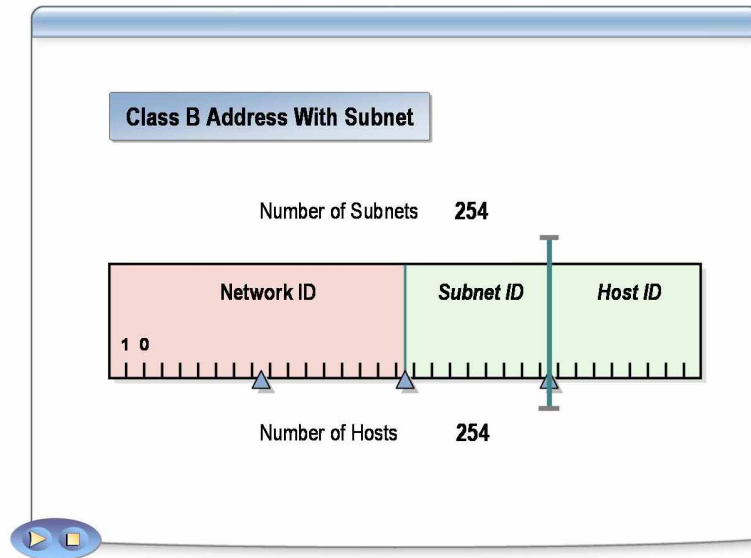 Class B Address With Subnet
Number of Subnets 254
Network ID Subnet ID Host ID
1 0
Number of Hosts 254